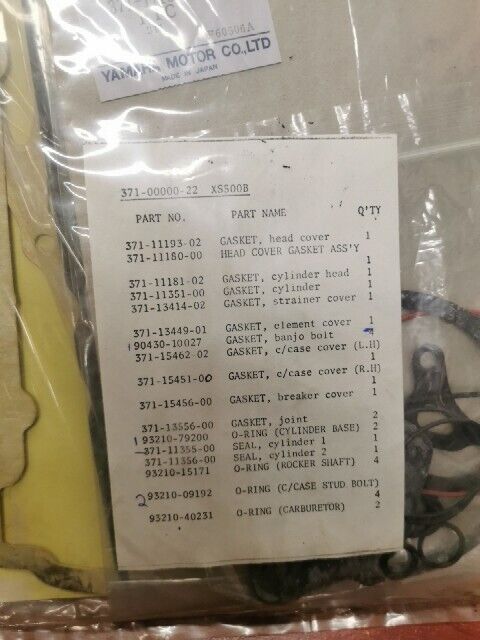 YAMAHA MOTOR CO.,LTD
MADE IN JAPAN
371-00000-22 XS500B
PART NO. PART NAME Q'TY
371-11193-02 GASKET, head cover 1
371-11180-00 HEAD COVER GASKET ASS'Y
1
371-11181-02 GASKET, cylinder head 1
371-11351-00 GASKET, cylinder 1
371-13414-02 GASKET, strainer cover 1
371-13449-01 GASKET, element cover 1
90430-10027 GASKET, banjo bolt 4
371-15462-02 GASKET, c/case cover (L.H)
1
371-15451-00 GASKET, c/case cover (R.H)
1
371-15456-00 GASKET, breaker cover 1
371-13556-00 GASKET, joint 2
1 93210-79200 O-RING (CYLINDER BASE) 2
371-11355-00 SEAL, cylinder 1 1
371-11356-00 SEAL, cylinder 2 1
93210-15171 O-RING (ROCKER SHAFT) 4
2 93210-09192 O-RING (C/CASE STUD BOLT)
4
93210-40231 O-RING (CARBURETOR) 2